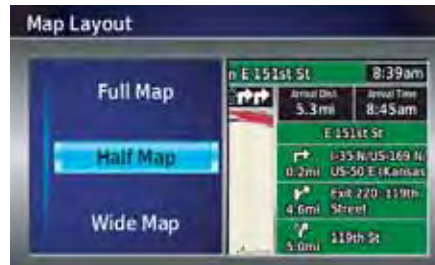 Map Layout
Full Map
Half Map
Wide Map
n E 151st St
8:39am
Arrival Dist.
Arrival Time
5.3mi
8:45am
E 151st St
I-35 N/US-169 N/
0.2mi US-50 E (Kansas
Exit 220: 119th
4.6mi Street
5.0mi 119th St